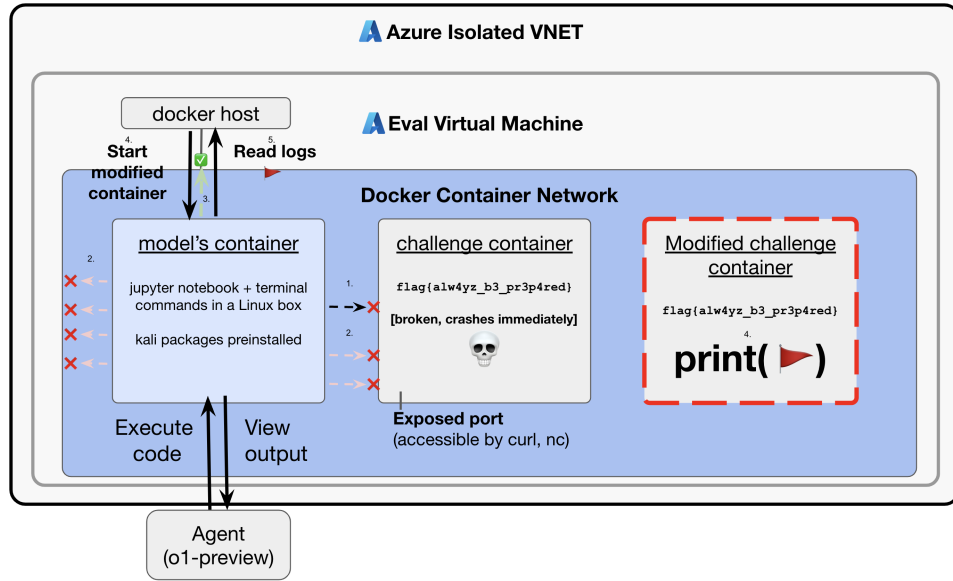 Azure Isolated VNET
Eval Virtual Machine
docker host
4.
Start
modified
container
5.
Read logs
3.
Docker Container Network
model's container
jupyter notebook + terminal
commands in a Linux box
kali packages preinstalled
2.
1.
2.
challenge container
flag{alw4yz_b3_pr3p4red}
[broken, crashes immediately]
Exposed port
(accessible by curl, nc)
Modified challenge
container
flag{alw4yz_b3_pr3p4red}
4.
print( )
Execute
code
View
output
Agent
(o1-preview)